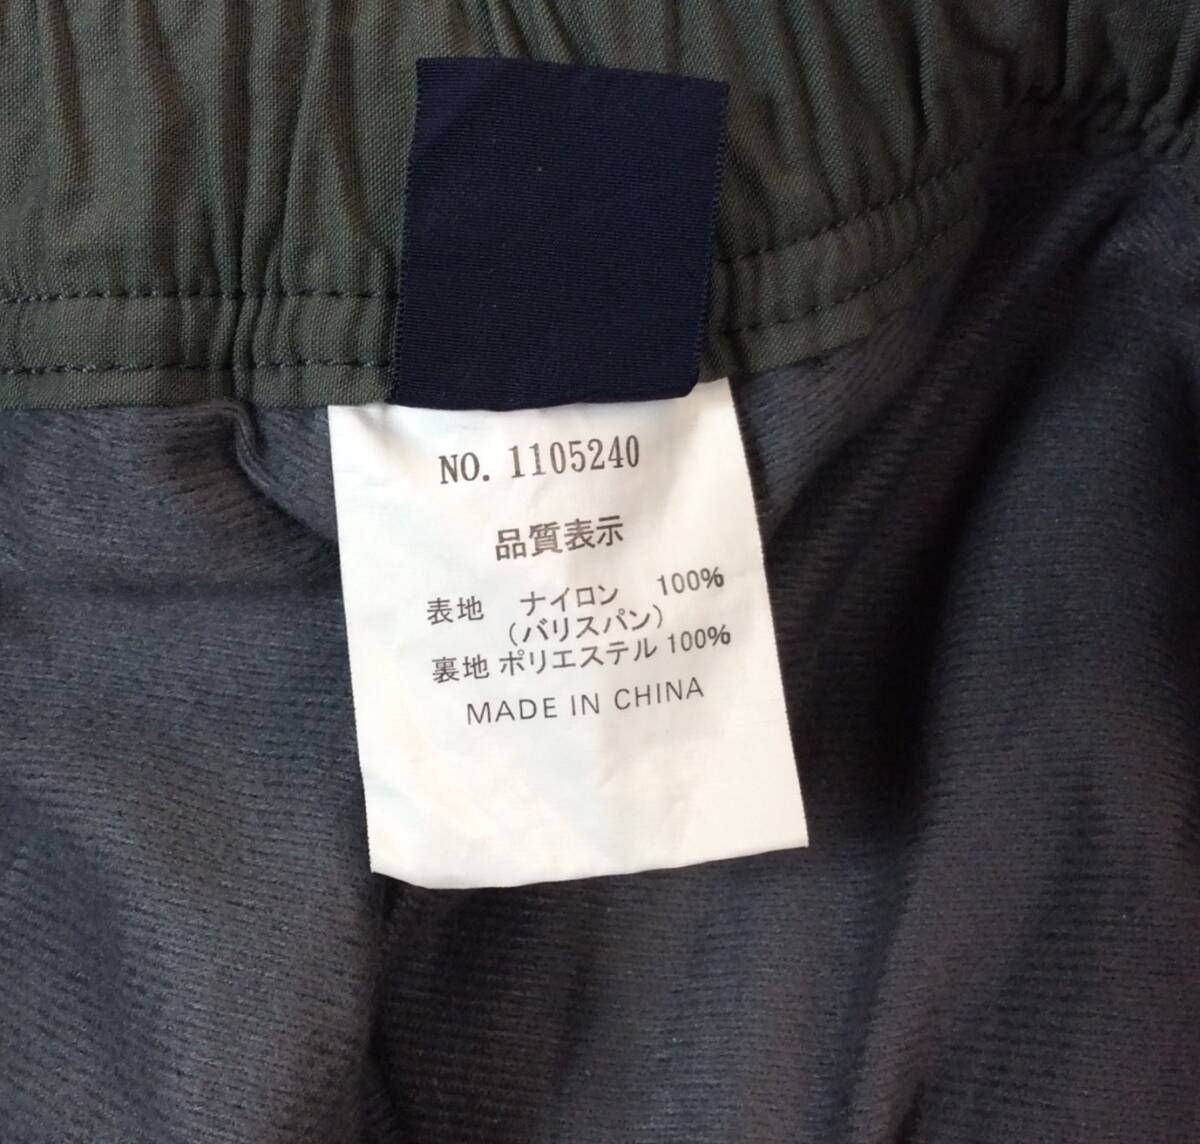 NO. 1105240
品質表示
表地 ナイロン 100%
(バリスパン)
裏地 ポリエステル 100%
MADE IN CHINA